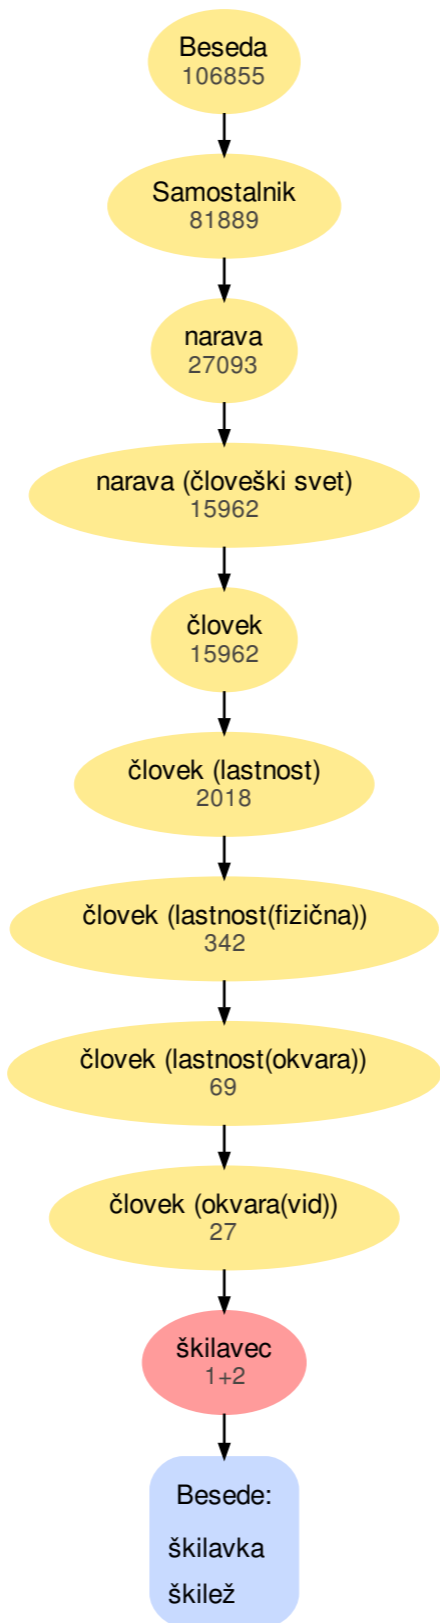 Beseda
106855
Samostalnik
81889
narava
27093
narava (človeški svet)
15962
človek
15962
človek (lastnost)
2018
človek (lastnost(fizična))
342
človek (lastnost(okvara))
69
človek (okvara(vid))
27
škilavec
1+2
Besede:
škilavka
škilež